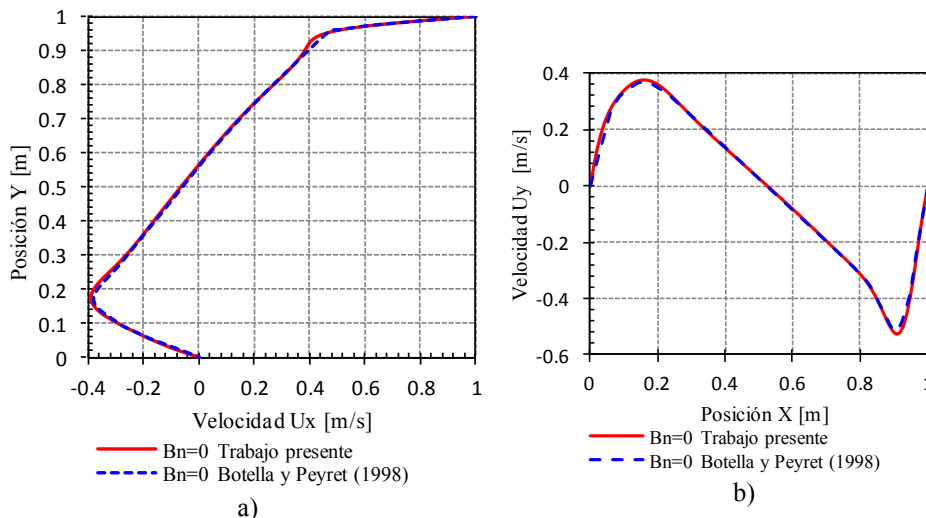 1
0.9
0.8
0.7
0.6
0.5
0.4
0.3
0.2
0.1
0
Posición Y [m]
-0.4 -0.2 0 0.2 0.4 0.6 0.8 1
Velocidad Ux [m/s]
Bn=0 Trabajo presente
Bn=0 Botella y Peyret (1998)
a)
0.4
0.2
0
-0.2
-0.4
-0.6
Velocidad Uy [m/s]
0 0.2 0.4 0.6 0.8 1
Posición X [m]
Bn=0 Trabajo presente
Bn=0 Botella y Peyret (1998)
b)